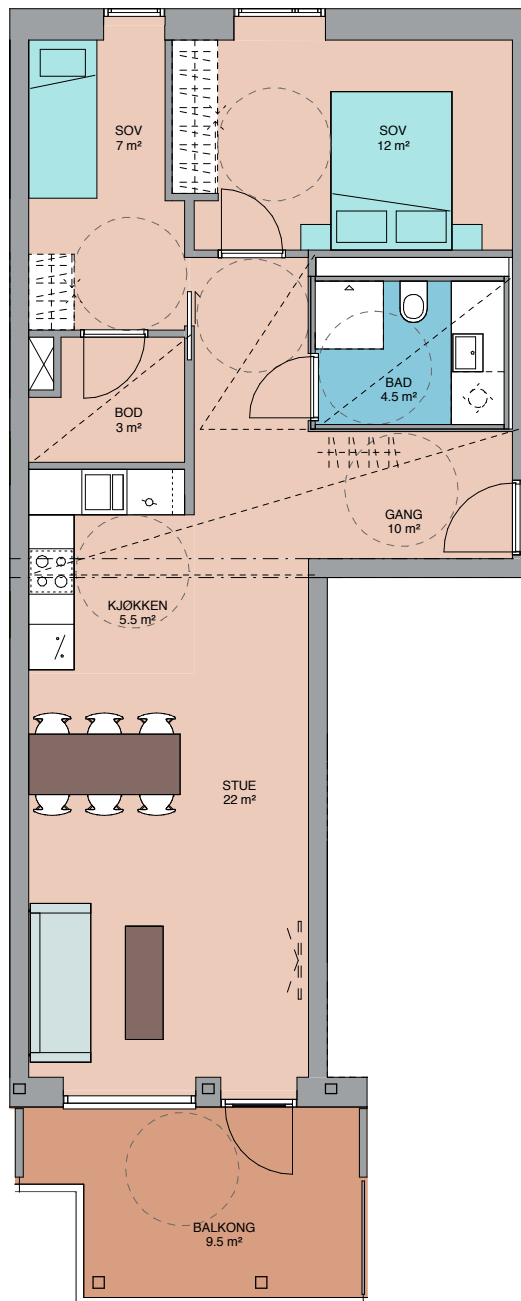 SOV
7 m²
SOV
12 m²
BAD
4.5 m²
BOD
3 m²
GANG
10 m²
KJØKKEN
5.5 m²
STUE
22 m²
BALKONG
9.5 m²